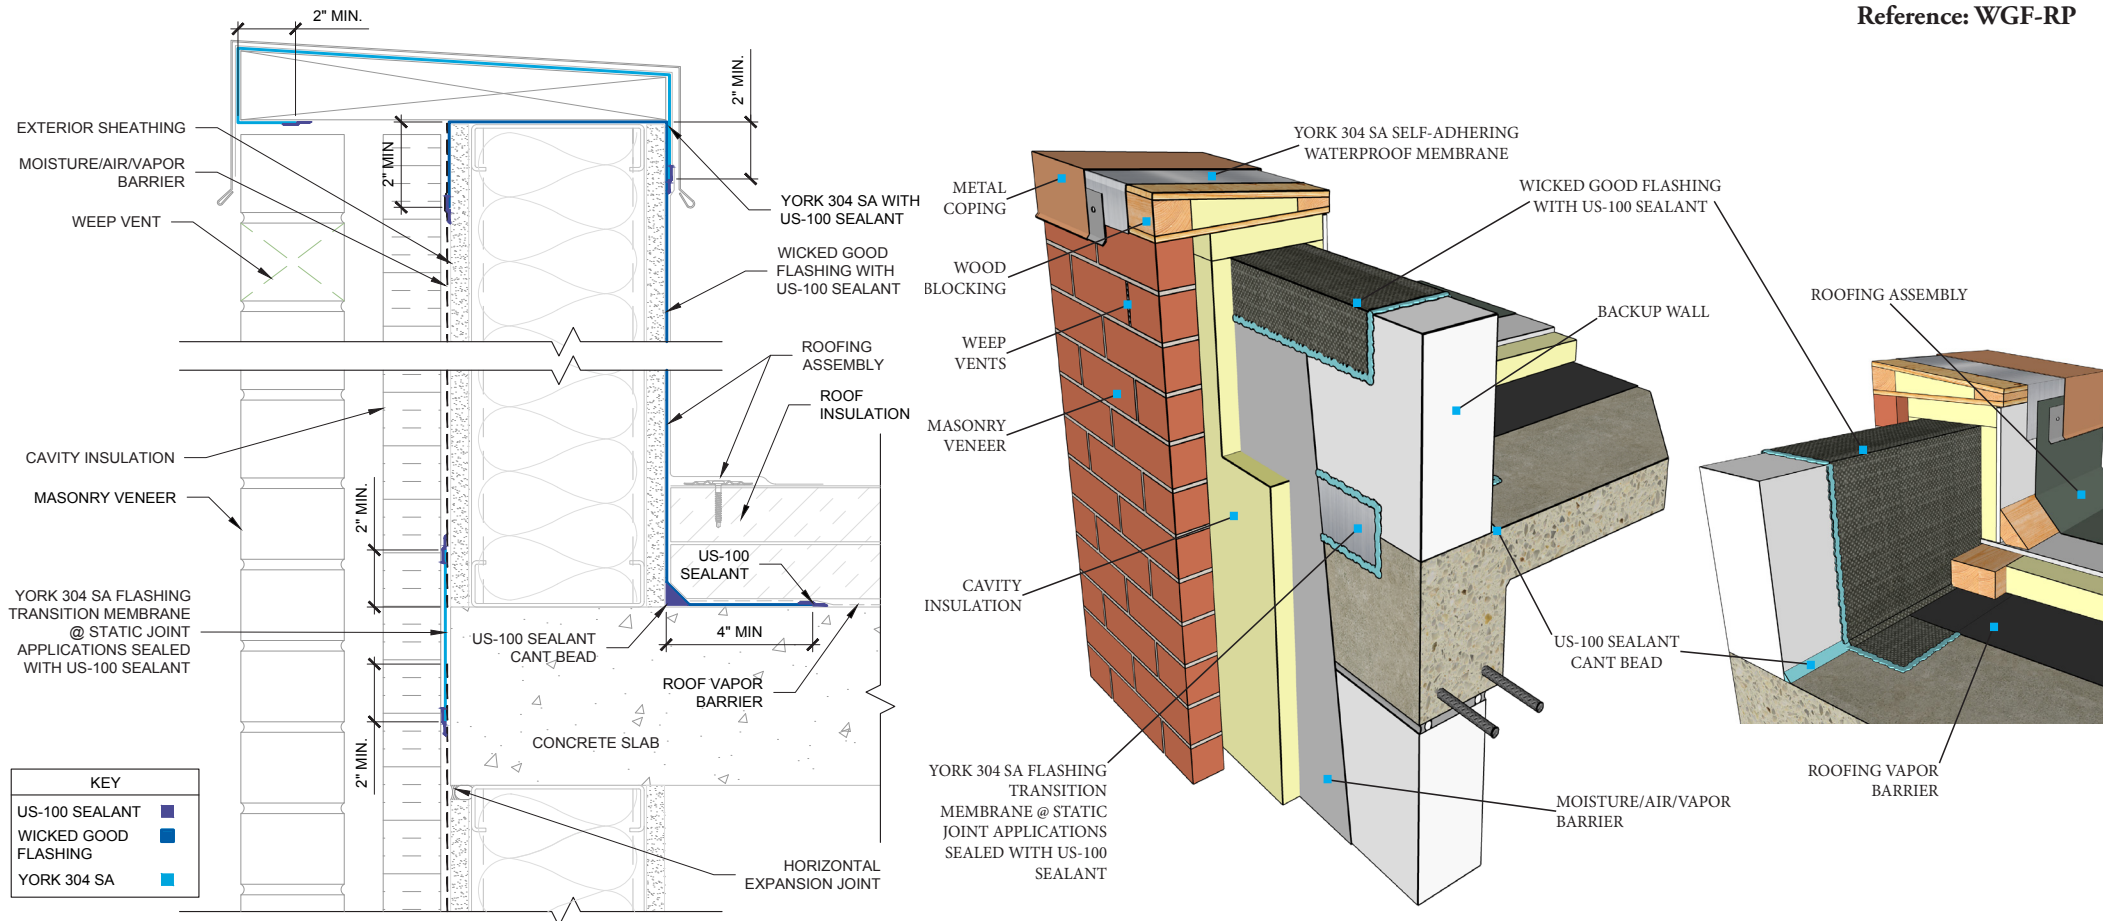 Reference: WGF-RP
2" MIN.
2" MIN.
2" MIN
EXTERIOR SHEATHING
MOISTURE/AIR/VAPOR
BARRIER
WEEP VENT
YORK 304 SA WITH
US-100 SEALANT
WICKED GOOD
FLASHING WITH
US-100 SEALANT
ROOFING
ASSEMBLY
ROOF
INSULATION
CAVITY INSULATION
MASONRY VENEER
2" MIN.
US-100
SEALANT
YORK 304 SA FLASHING
TRANSITION MEMBRANE
@ STATIC JOINT
APPLICATIONS SEALED
WITH US-100 SEALANT
US-100 SEALANT
CANT BEAD
4" MIN
ROOF VAPOR
BARRIER
2" MIN.
CONCRETE SLAB
HORIZONTAL
EXPANSION JOINT
KEY
US-100 SEALANT
WICKED GOOD
FLASHING
YORK 304 SA
YORK 304 SA SELF-ADHERING
WATERPROOF MEMBRANE
METAL
COPING
WICKED GOOD FLASHING
WITH US-100 SEALANT
WOOD
BLOCKING
BACKUP WALL
ROOFING ASSEMBLY
WEEP
VENTS
MASONRY
VENEER
CAVITY
INSULATION
US-100 SEALANT
CANT BEAD
YORK 304 SA FLASHING
TRANSITION
MEMBRANE @ STATIC
JOINT APPLICATIONS
SEALED WITH US-100
SEALANT
MOISTURE/AIR/VAPOR
BARRIER
ROOFING VAPOR
BARRIER